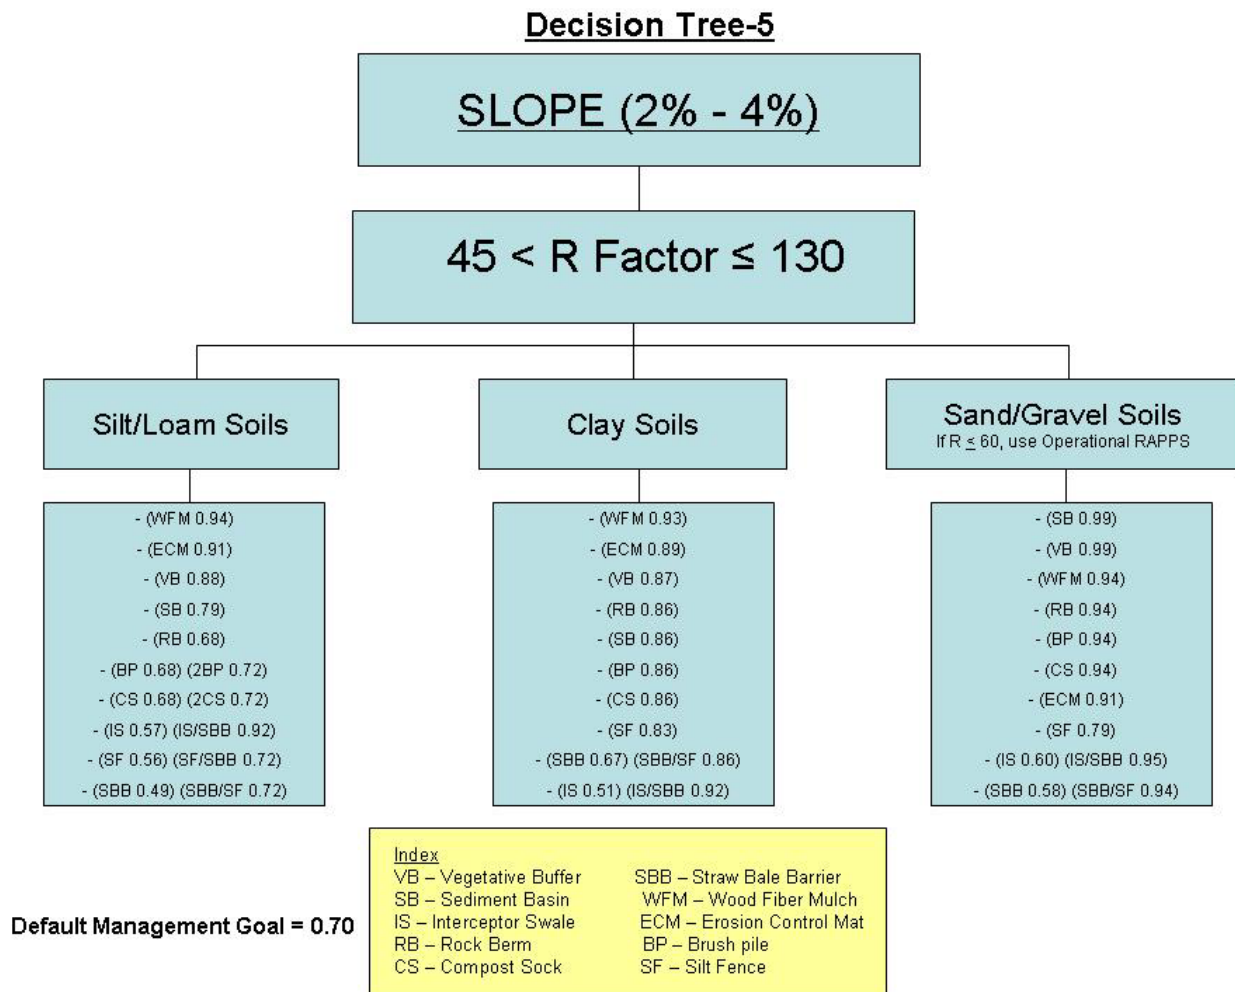 Decision Tree-5
SLOPE (2% - 4%)
45 < R Factor ≤ 130
Silt/Loam Soils
- (WFM 0.94)
- (ECM 0.91)
- (VB 0.88)
- (SB 0.79)
- (RB 0.68)
- (BP 0.68) (2BP 0.72)
- (CS 0.68) (2CS 0.72)
- (IS 0.57) (IS/SBB 0.92)
- (SF 0.56) (SF/SBB 0.72)
- (SBB 0.49) (SBB/SF 0.72)
Clay Soils
- (WFM 0.93)
- (ECM 0.89)
- (VB 0.87)
- (RB 0.86)
- (SB 0.86)
- (BP 0.86)
- (CS 0.86)
- (SF 0.83)
- (SBB 0.67) (SBB/SF 0.86)
- (IS 0.51) (IS/SBB 0.92)
Sand/Gravel Soils
If R ≤ 60, use Operational RAPPS
- (SB 0.99)
- (VB 0.99)
- (WFM 0.94)
- (RB 0.94)
- (BP 0.94)
- (CS 0.94)
- (ECM 0.91)
- (SF 0.79)
- (IS 0.60) (IS/SBB 0.95)
- (SBB 0.58) (SBB/SF 0.94)
Default Management Goal = 0.70
Index
VB – Vegetative Buffer
SB – Sediment Basin
IS – Interceptor Swale
RB – Rock Berm
CS – Compost Sock
SBB – Straw Bale Barrier
WFM – Wood Fiber Mulch
ECM – Erosion Control Mat
BP – Brush pile
SF – Silt Fence